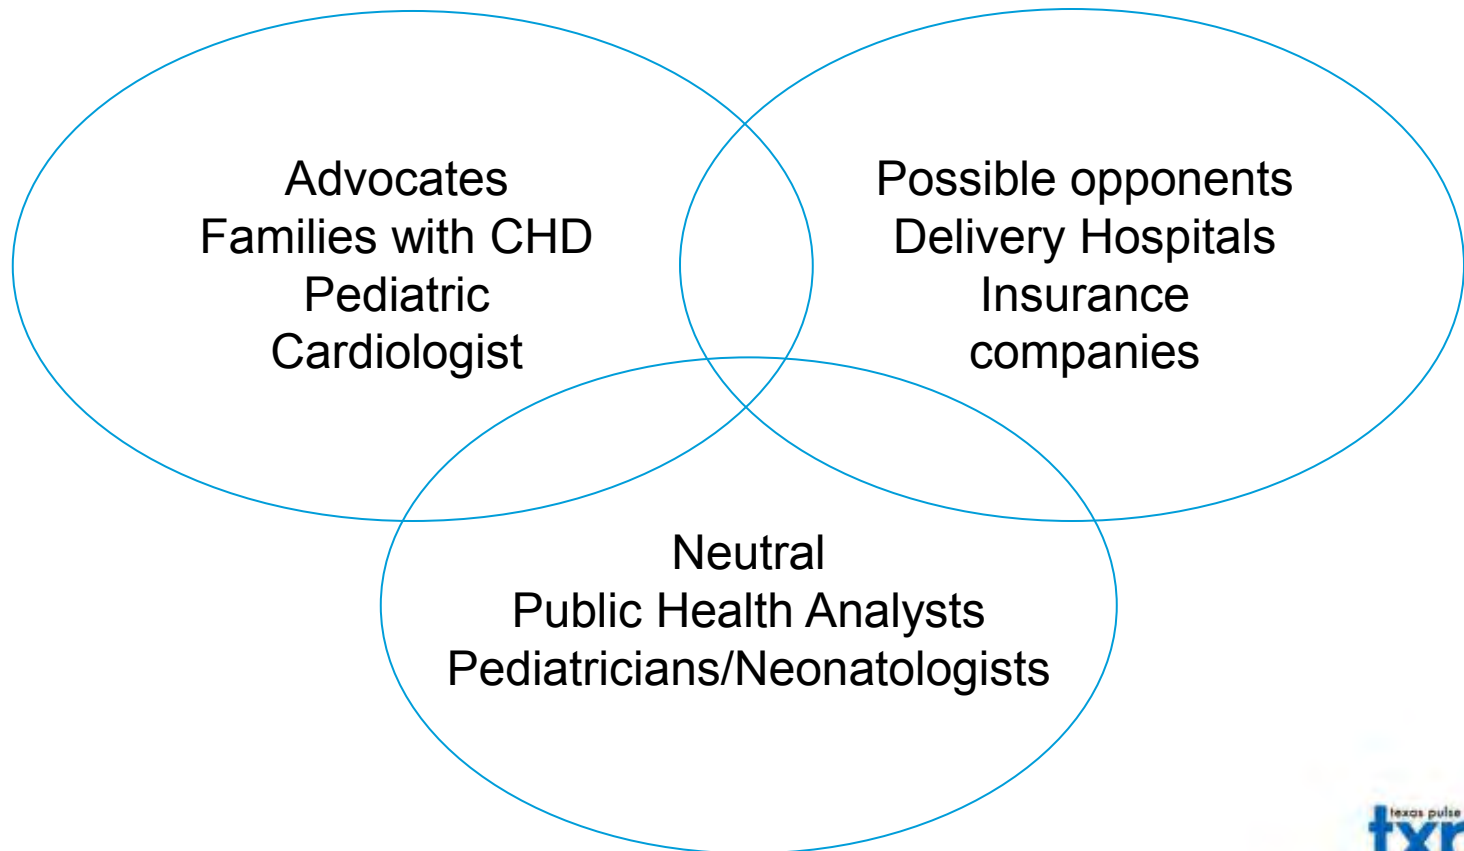 Advocates
Families with CHD
Pediatric
Cardiologist
Possible opponents
Delivery Hospitals
Insurance
companies
Neutral
Public Health Analysts
Pediatricians/Neonatologists
texas pulse